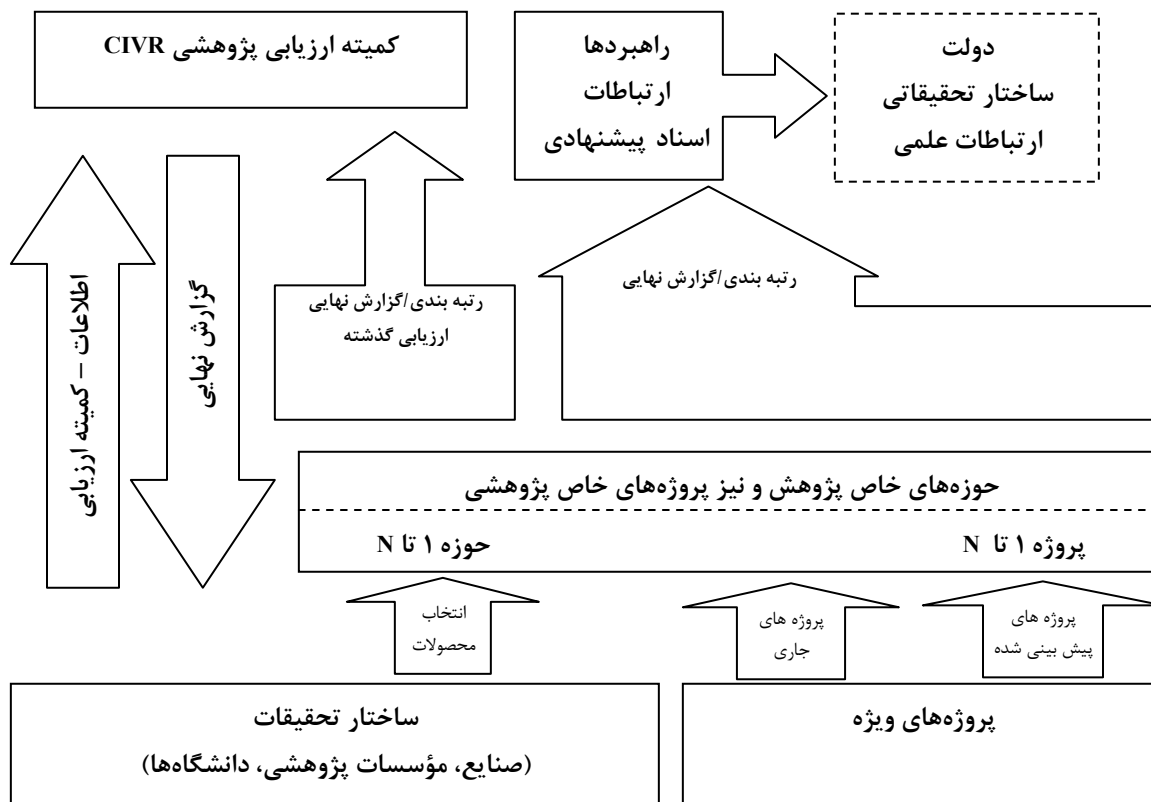 کمیته ارزیابی پژوهشی CIVR
راهبردها
ارتباطات
اسناد پیشنهادی
دولت
ساختار تحقیقاتی
ارتباطات علمی
اطلاعات – کمیته ارزیابی
گزارش نهایی
رتبه بندی/گزارش نهایی
ارزیابی گذشته
رتبه بندی/گزارش نهایی
حوزه‌های خاص پژوهش و نیز پروژه‌های خاص پژوهشی
حوزه ۱ تا N
پروژه ۱ تا N
انتخاب
محصولات
پروژه های
جاری
پروژه های
پیش بینی شده
ساختار تحقیقات
(صنایع، مؤسسات پژوهشی، دانشگاه‌ها)
پروژه‌های ویژه